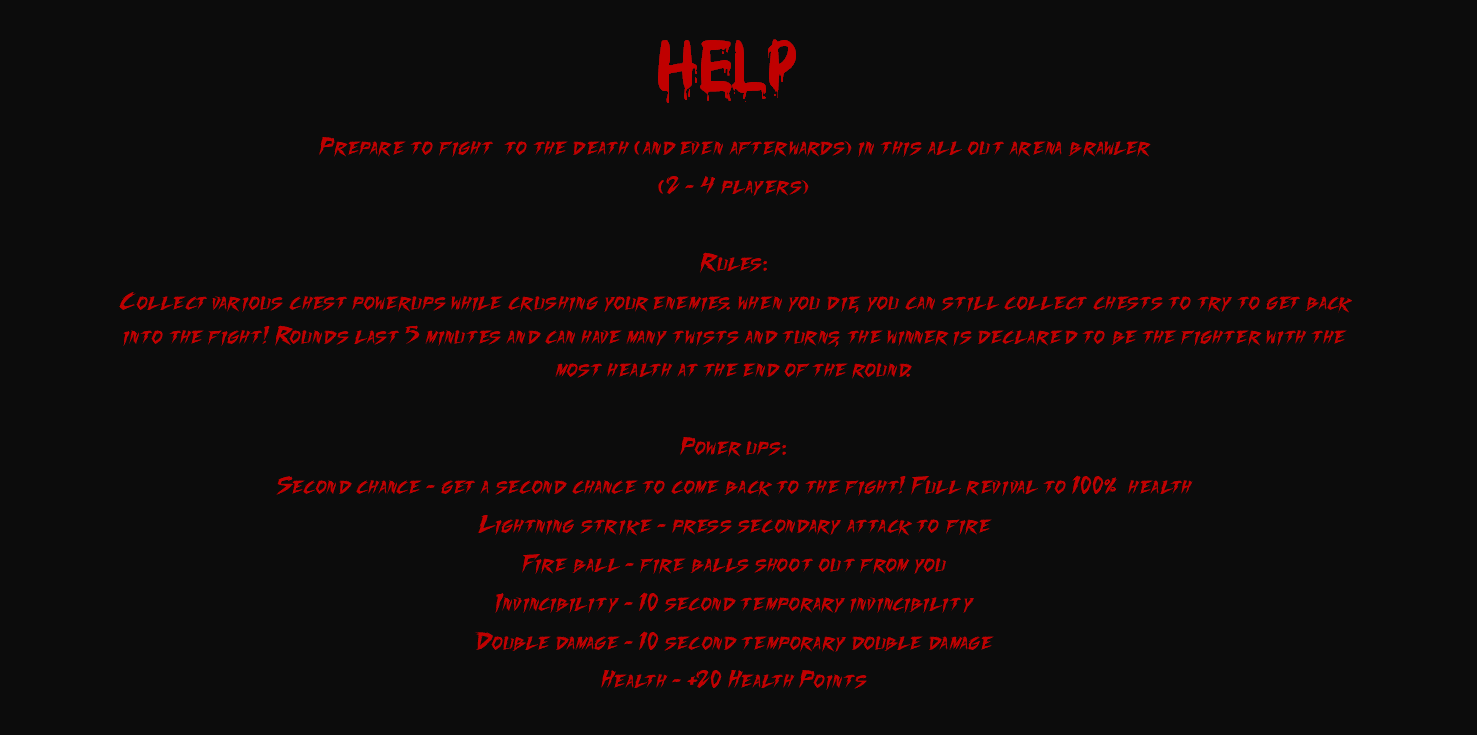 HELP
Prepare to fight to the death (and even afterwards) in this all out arena brawler
(2 - 4 players)
Rules:
Collect various chest powerups while crushing your enemies. when you die, you can still collect chests to try to get back
into the fight! Rounds last 5 minutes and can have many twists and turns, the winner is declared to be the fighter with the
most health at the end of the round.
Power ups:
Second chance - get a second chance to come back to the fight! Full revival to 100% health
Lightning strike - press secondary attack to fire
Fire ball - fire balls shoot out from you
Invincibility - 10 second temporary invincibility
Double damage - 10 second temporary double damage
Health - +20 Health Points